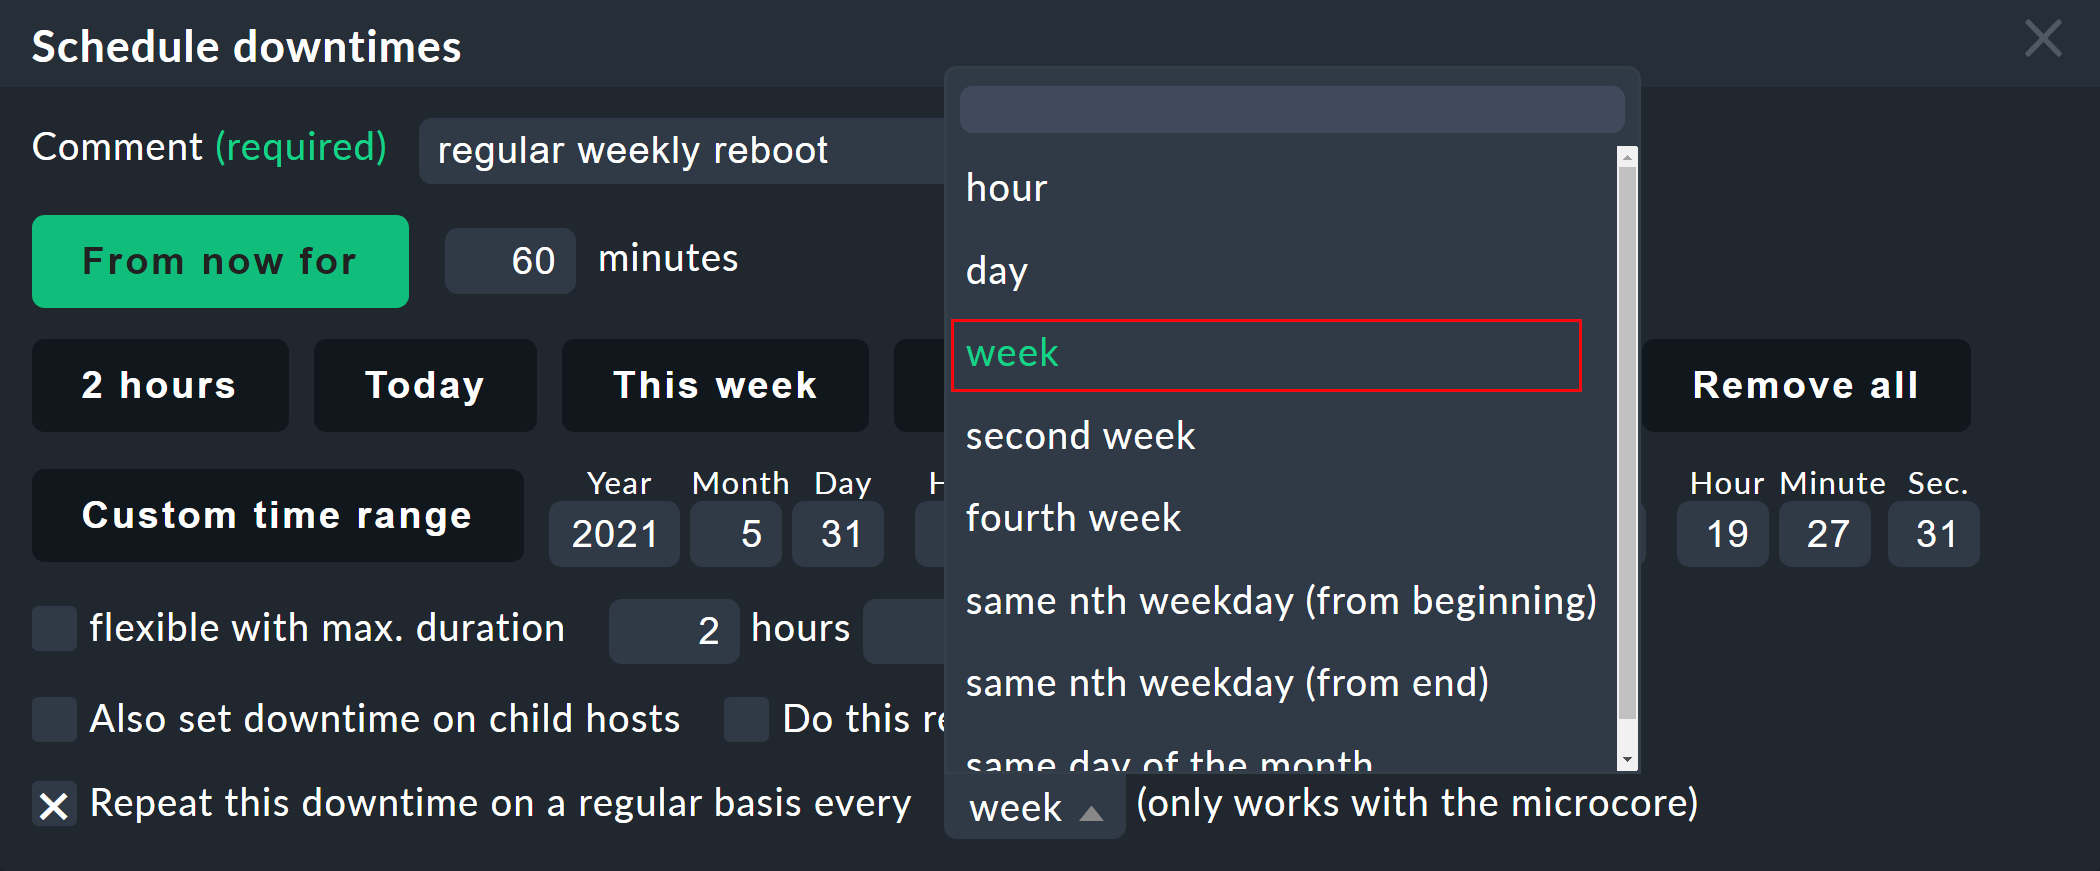 Schedule downtimes
Comment (required) regular weekly reboot
From now for 60 minutes
2 hours Today This week Remove all
Custom time range Year Month Day Hour Minute Sec.
2021 5 31 19 27 31
flexible with max. duration 2 hours
Also set downtime on child hosts Do this
Repeat this downtime on a regular basis every week (only works with the microcore)
hour
day
week
second week
fourth week
same nth weekday (from beginning)
same nth weekday (from end)
same day of the month